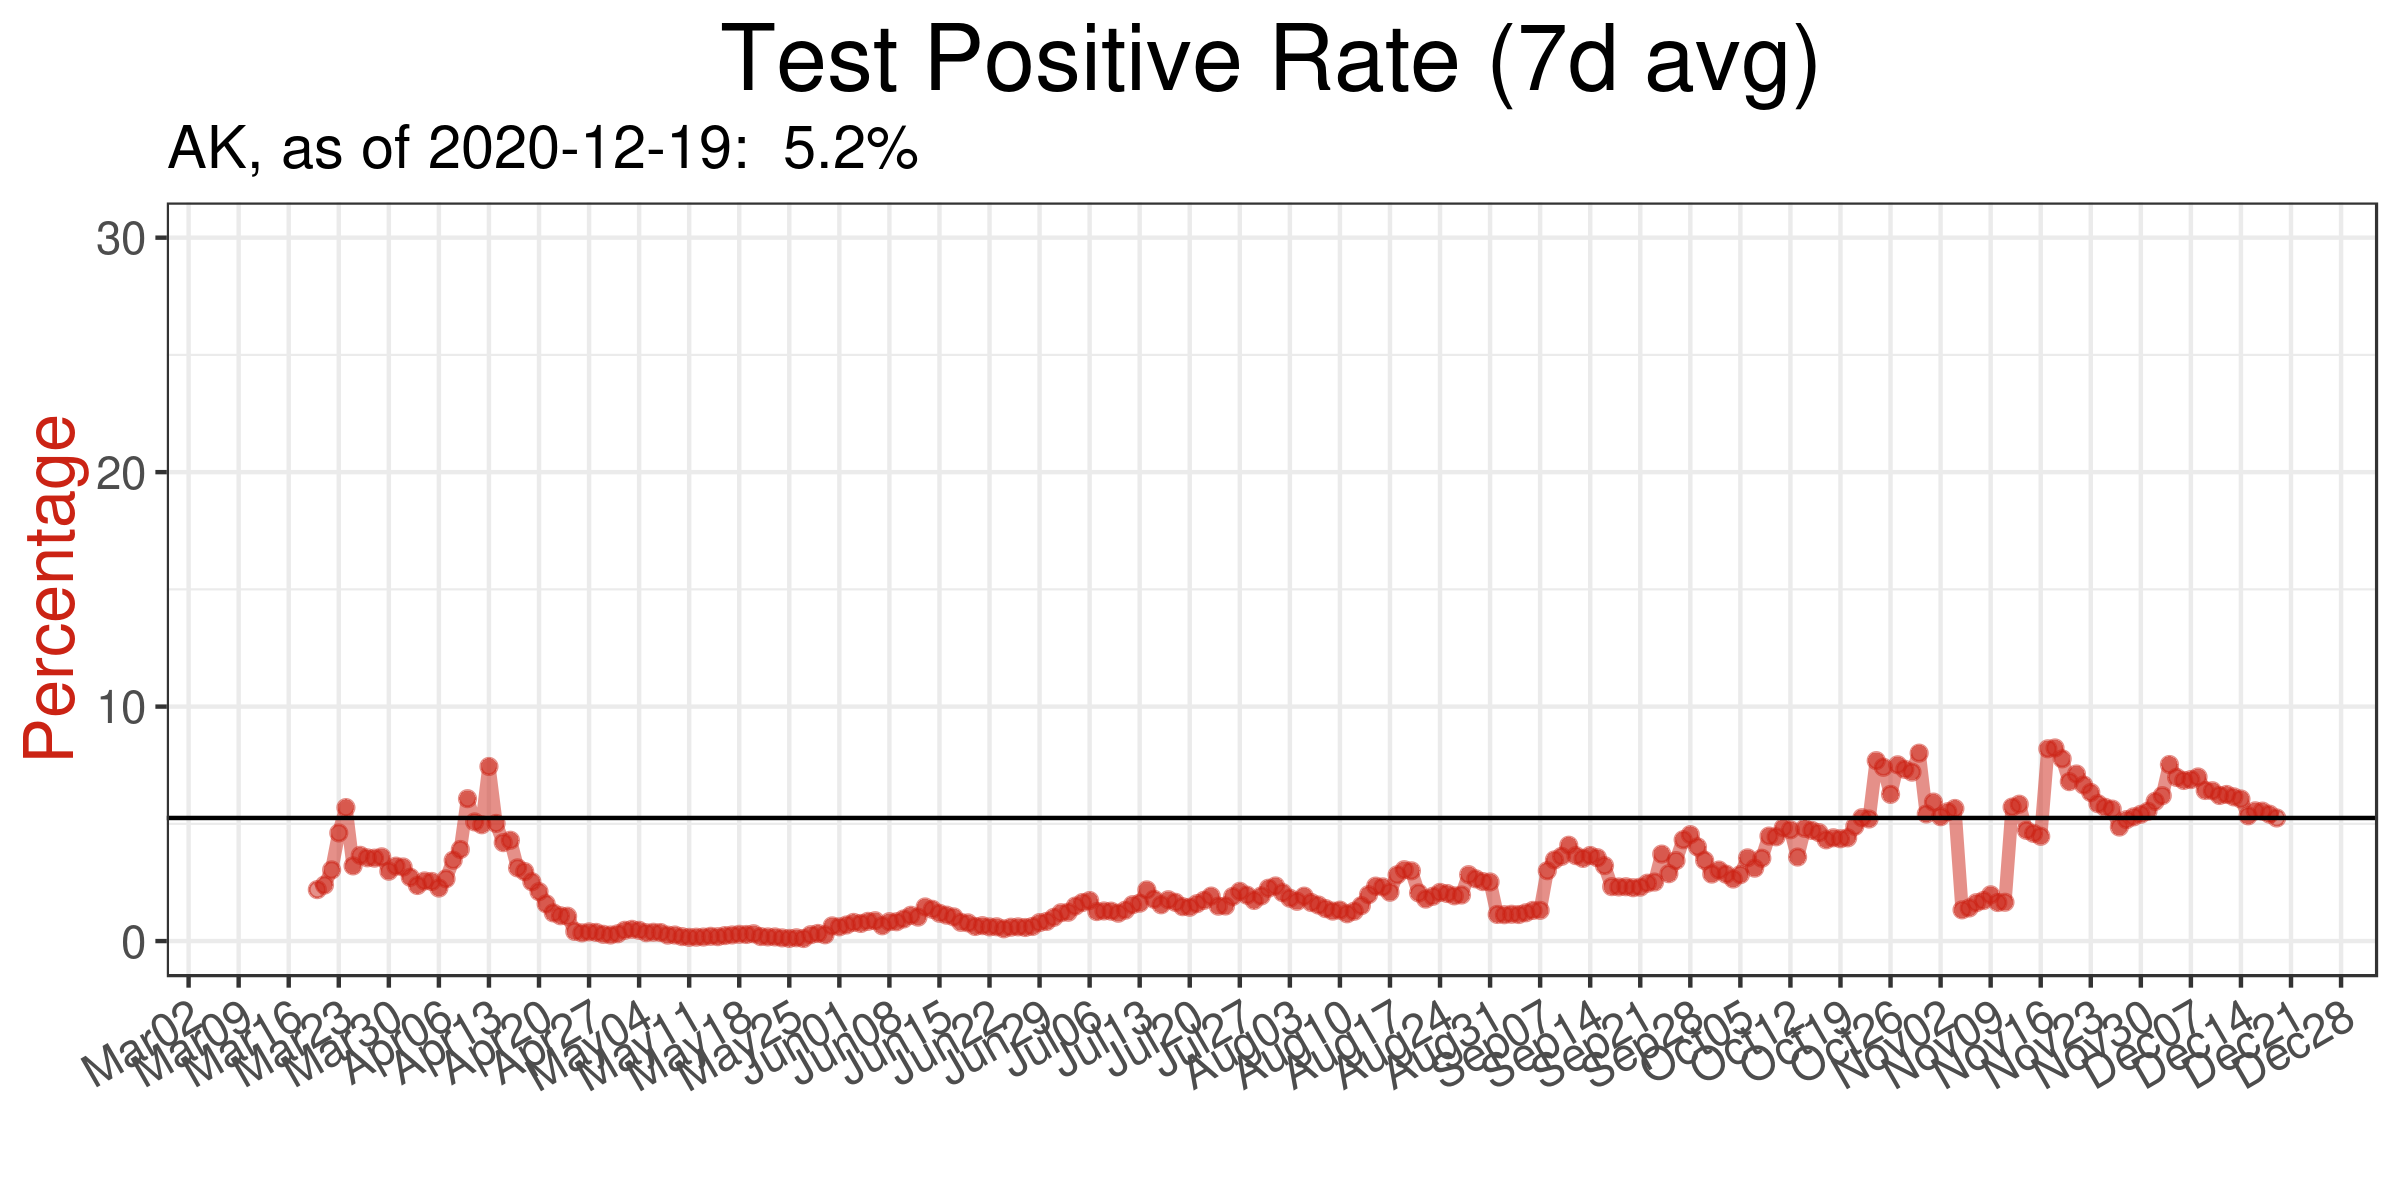 Test Positive Rate (7d avg)
AK, as of 2020-12-19:  5.2%
Percentage
30
20
10
0
Mar02
Mar09
Mar16
Mar23
Mar30
Apr06
Apr13
Apr20
Apr27
May04
May11
May18
May25
Jun01
Jun08
Jun15
Jun22
Jun29
Jul06
Jul13
Jul20
Jul27
Aug03
Aug10
Aug17
Aug24
Aug31
Sep07
Sep14
Sep21
Sep28
Oct05
Oct12
Oct19
Oct26
Nov02
Nov09
Nov16
Nov23
Nov30
Dec07
Dec14
Dec21
Dec28